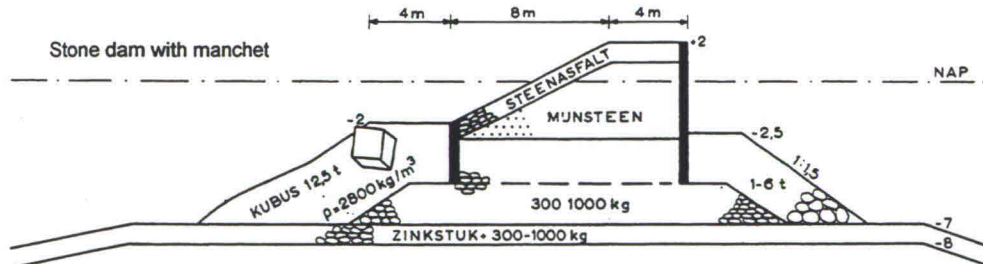 4m 8m 4m
Stone dam with manchet
+2
NAP
STEENASFALT
MIJNSTEEN
-2
-2,5
KUBUS 12,5 t
ρ=2800 kg/m³
1:1,5
1-6 t
300 1000 kg
ZINKSTUK + 300-1000 kg
-7
-8